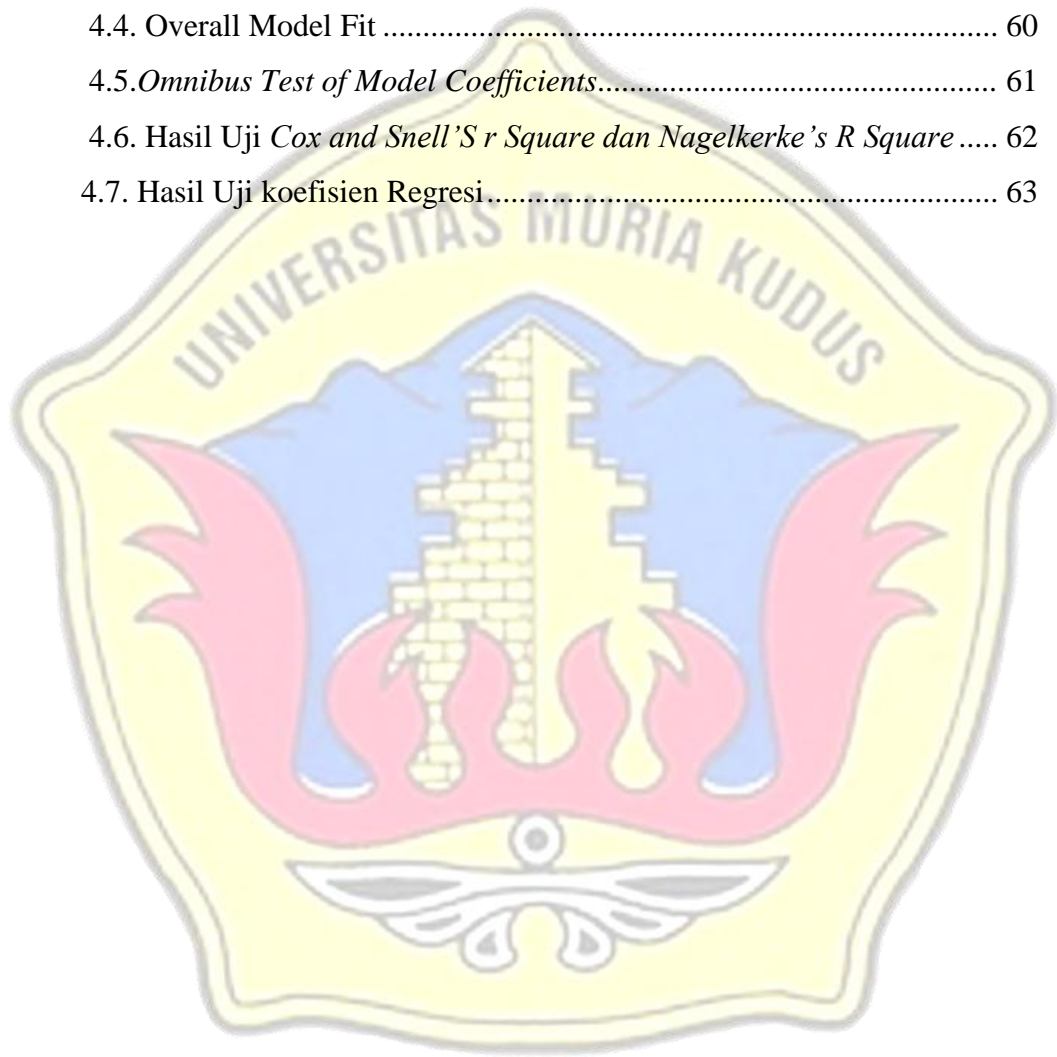 4.4. Overall Model Fit ............................................................................. 60
4.5.Omnibus Test of Model Coefficients.................................................. 61
4.6. Hasil Uji Cox and Snell’S r Square dan Nagelkerke’s R Square ..... 62
4.7. Hasil Uji koefisien Regresi................................................................ 63
UNIVERSITAS MURIA KUDUS